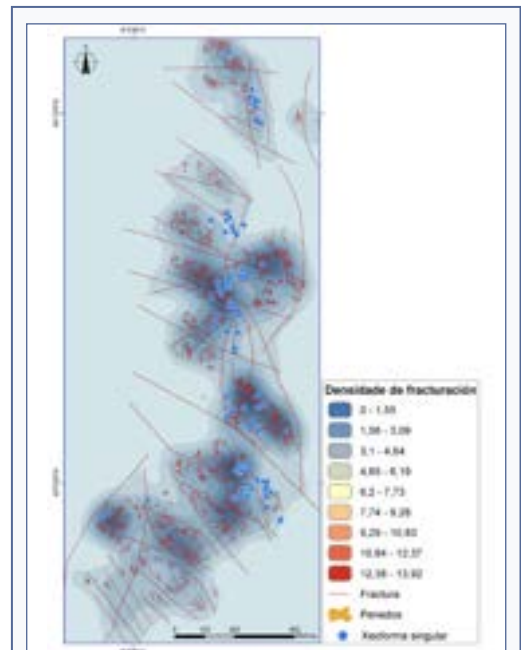 Densidade de fracturación
0 - 1,55
1,56 - 3,09
3,1 - 4,64
4,65 - 6,19
6,2 - 7,73
7,74 - 9,28
9,29 - 10,83
10,84 - 12,37
12,38 - 13,92
Fractura
Penedos
Xeoforma singular